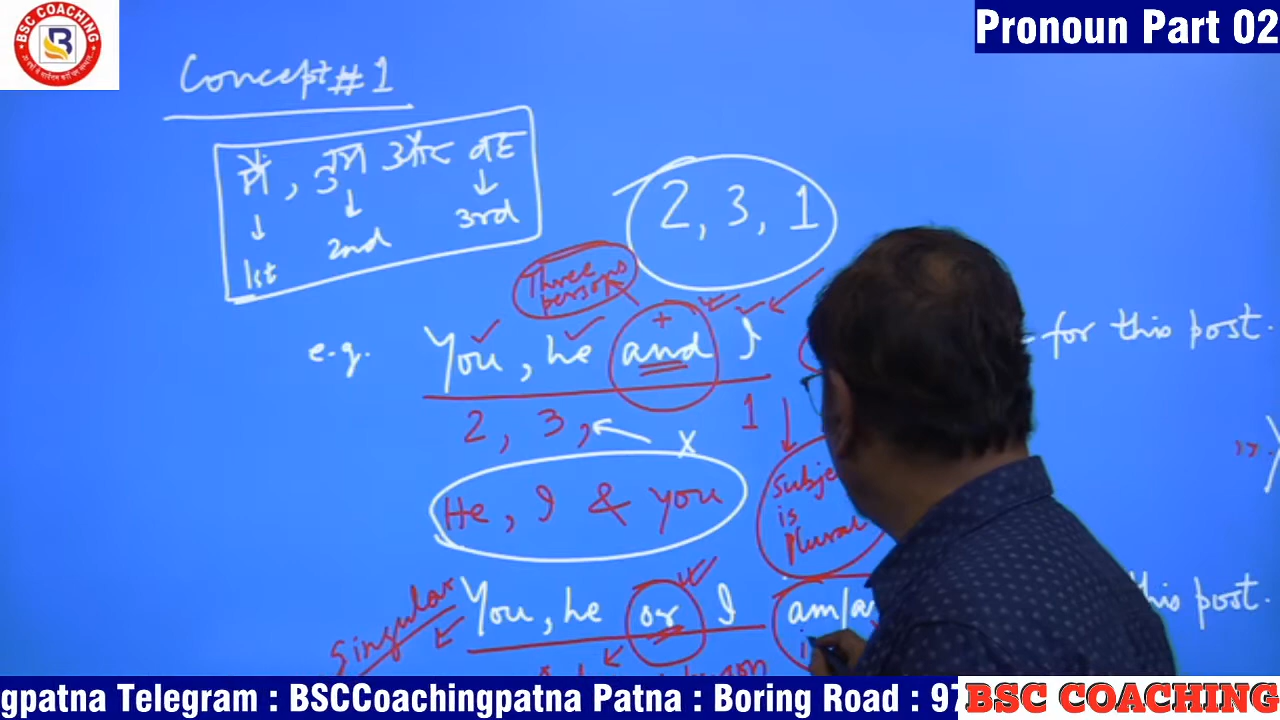 BSC COACHING
Pronoun Part 02
Concept #1
मैं, तुम और वह
1st 2nd 3rd
2, 3, 1
Three persons
+
e.g. You, he and I for this post.
2, 3, 1
x
He, I & you
is
plural
Singular
You, he or I am/a this post.
gpatna Telegram : BSCCoachingpatna Patna : Boring Road : 97
BSC COACHING